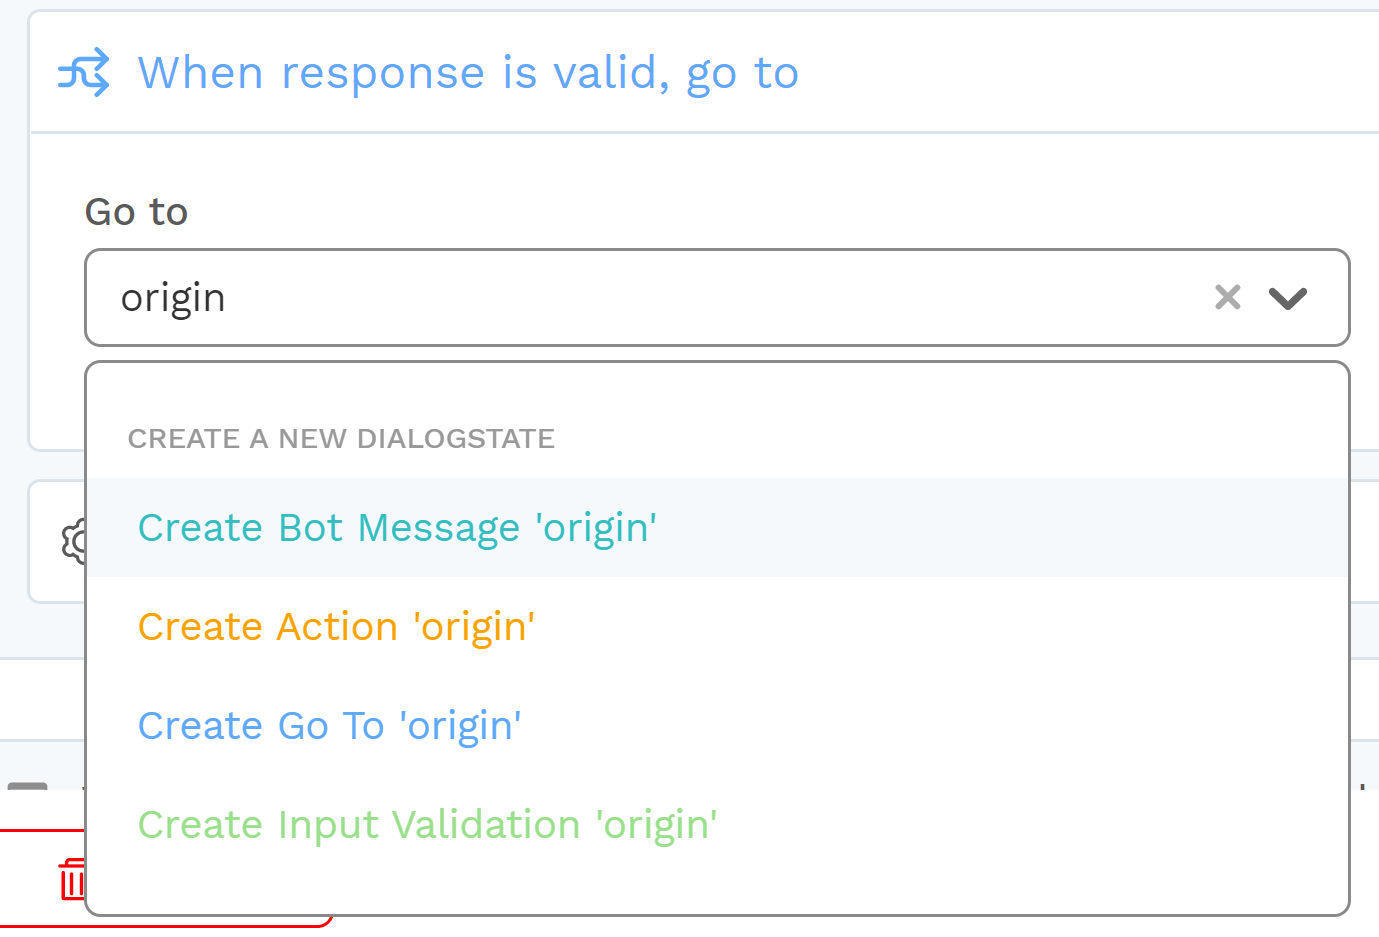 When response is valid, go to
Go to
origin
CREATE A NEW DIALOGSTATE
Create Bot Message 'origin'
Create Action 'origin'
Create Go To 'origin'
Create Input Validation 'origin'